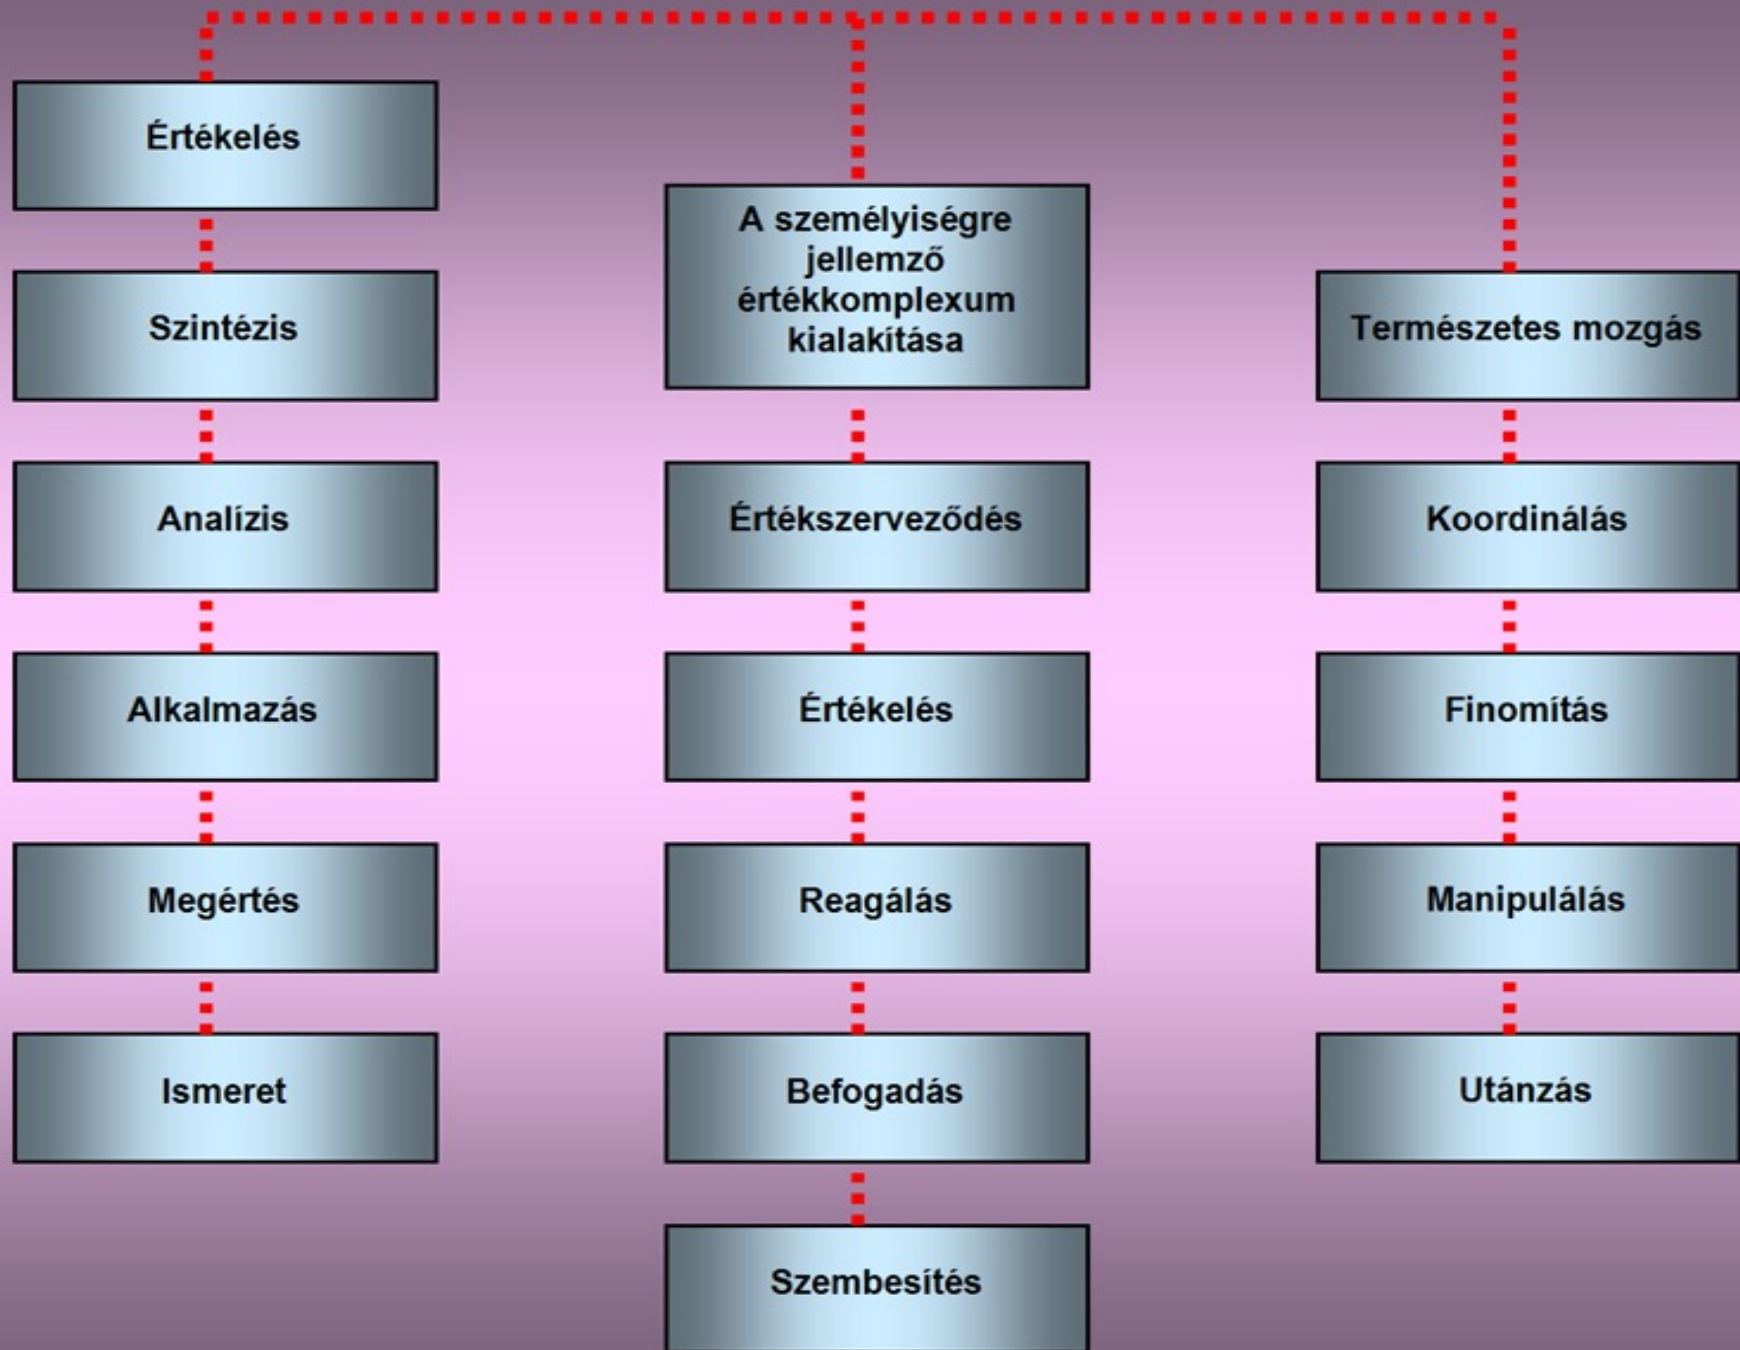 Értékelés
Szintézis
Analízis
Alkalmazás
Megértés
Ismeret
A személyiségre
jellemző
értékkomplexum
kialakítása
Értékszerveződés
Értékelés
Reagálás
Befogadás
Szembesítés
Természetes mozgás
Koordinálás
Finomítás
Manipulálás
Utánzás